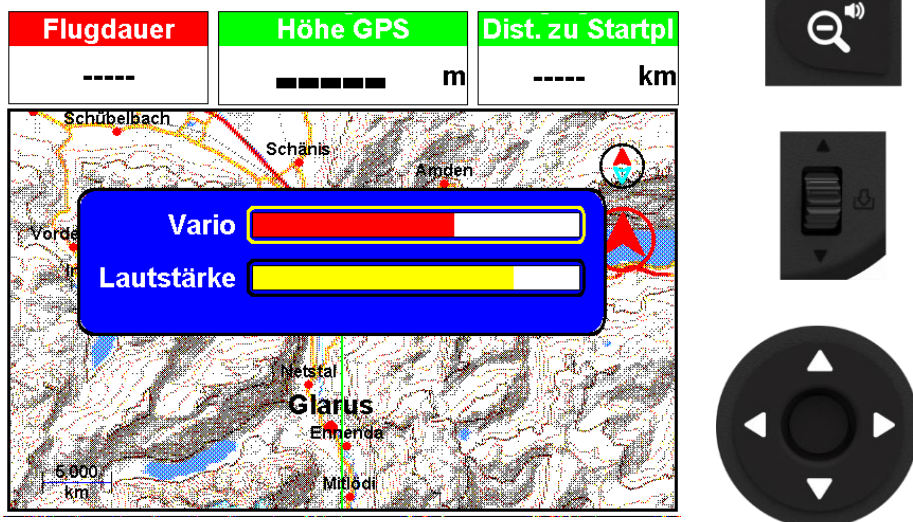 Flugdauer
-----
Höhe GPS
----- m
Dist. zu Startpl
----- km
Schübelbach
Schänis
Amden
Vorde
Vario
Lautstärke
Netstal
Glarus
Ennenda
Mitlödi
5,000
km